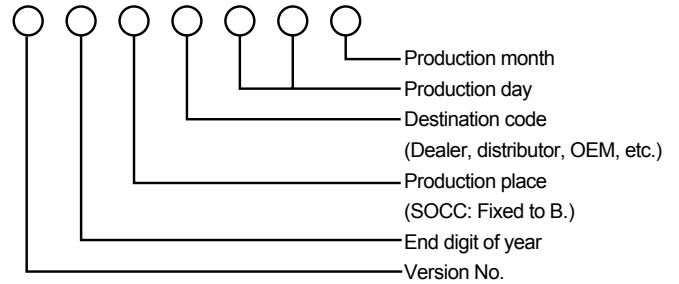 Production month
Production day
Destination code
(Dealer, distributor, OEM, etc.)
Production place
(SOCC: Fixed to B.)
End digit of year
Version No.